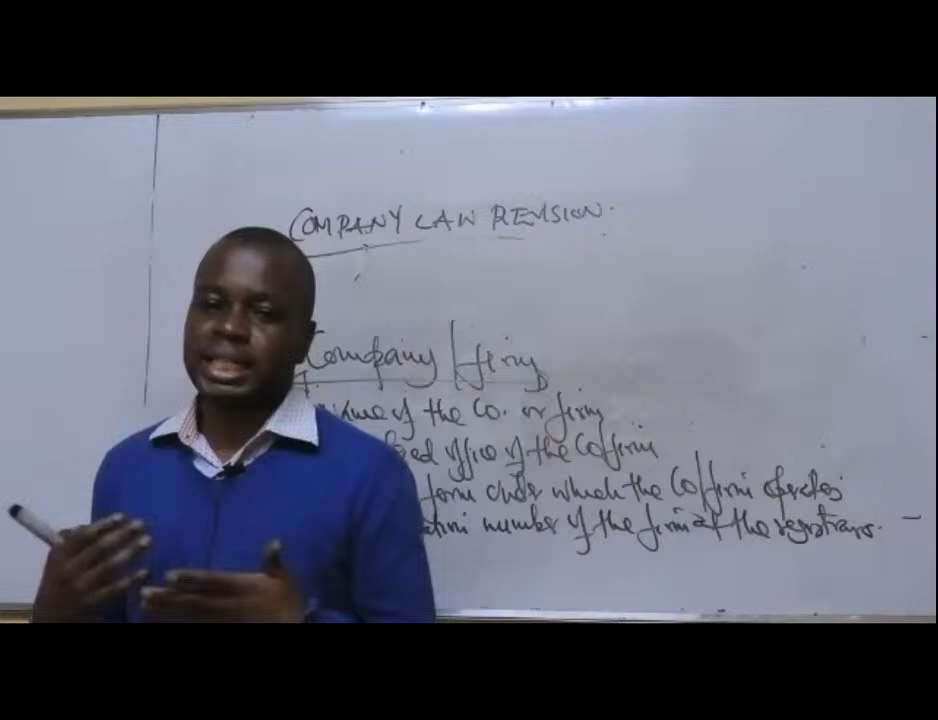 COMPANY LAW REVISION.
Company / firm
name of the Co. or firm
office of the Co/firm
form under which the Co/firm operates
number of the firm at the registrars. -